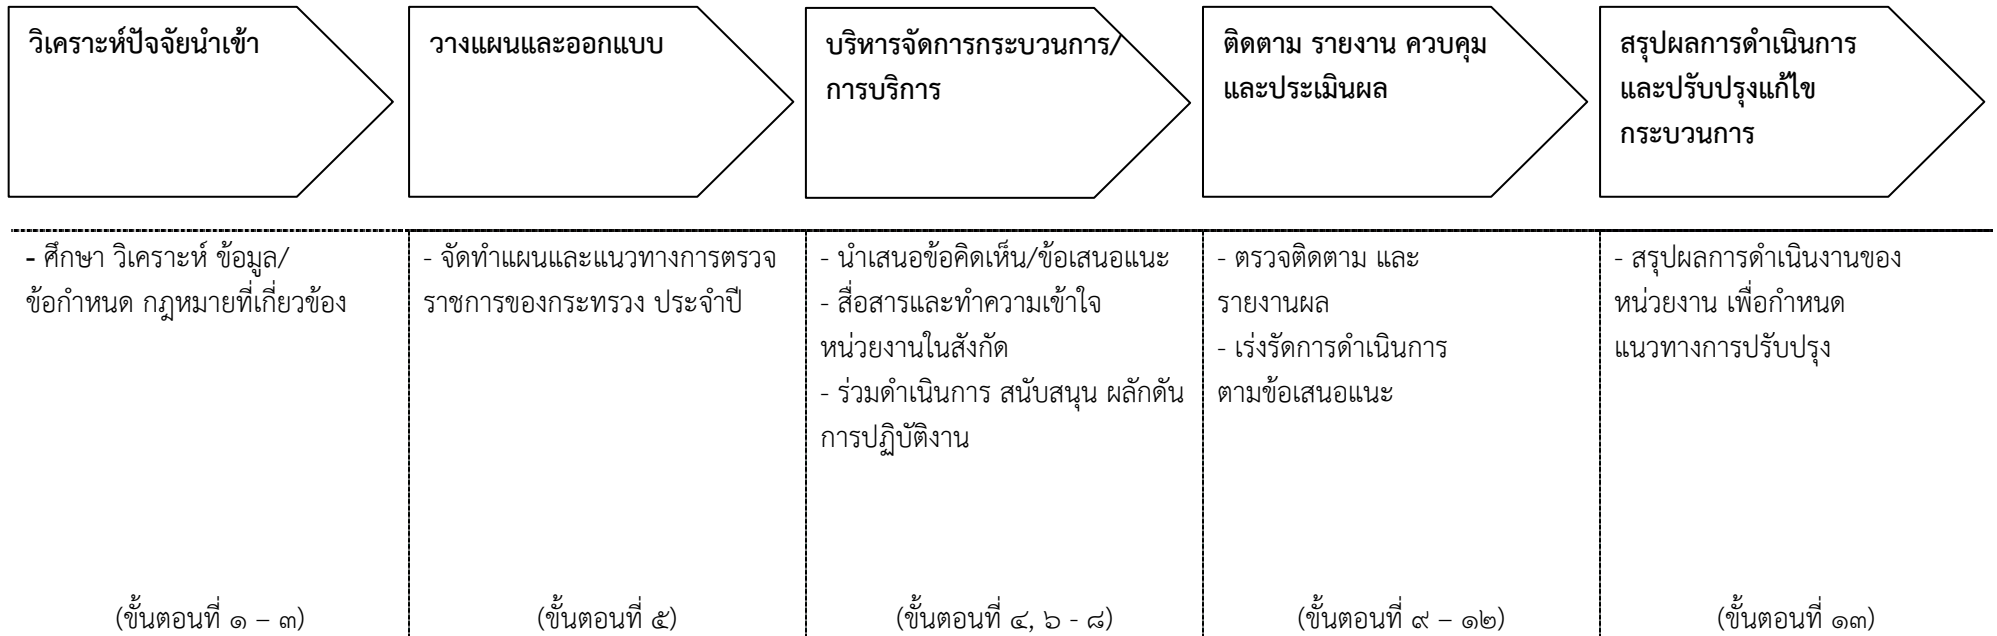 วิเคราะห์ปัจจัยนำเข้า
วางแผนและออกแบบ
บริหารจัดการกระบวนการ/
การบริการ
ติดตาม รายงาน ควบคุม
และประเมินผล
สรุปผลการดำเนินการ
และปรับปรุงแก้ไข
กระบวนการ
- ศึกษา วิเคราะห์ ข้อมูล/
ข้อกำหนด กฎหมายที่เกี่ยวข้อง
(ขั้นตอนที่ ๑ – ๓)
- จัดทำแผนและแนวทางการตรวจ
ราชการของกระทรวง ประจำปี
(ขั้นตอนที่ ๕)
- นำเสนอข้อคิดเห็น/ข้อเสนอแนะ
- สื่อสารและทำความเข้าใจ
หน่วยงานในสังกัด
- ร่วมดำเนินการ สนับสนุน ผลักดัน
การปฏิบัติงาน
(ขั้นตอนที่ ๔, ๖ - ๘)
- ตรวจติดตาม และ
รายงานผล
- เร่งรัดการดำเนินการ
ตามข้อเสนอแนะ
(ขั้นตอนที่ ๙ – ๑๒)
- สรุปผลการดำเนินงานของ
หน่วยงาน เพื่อกำหนด
แนวทางการปรับปรุง
(ขั้นตอนที่ ๑๓)